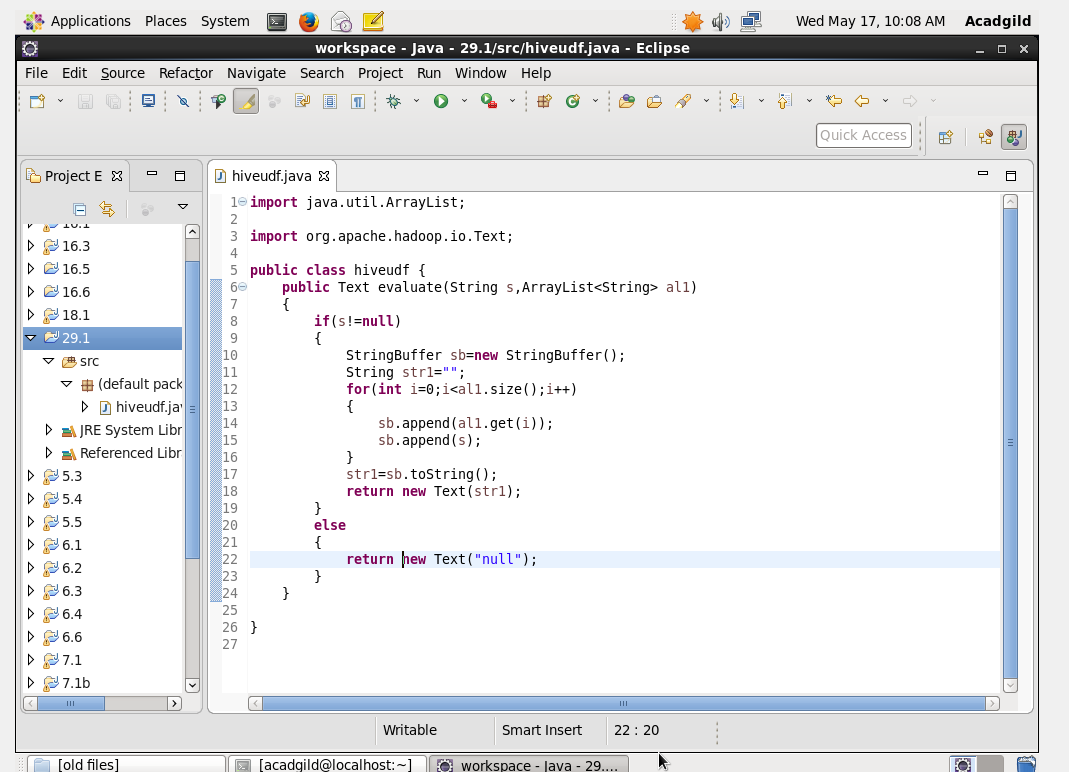 Applications Places System Wed May 17, 10:08 AM Acadgild
workspace - Java - 29.1/src/hiveudf.java - Eclipse
File Edit Source Refactor Navigate Search Project Run Window Help
Quick Access
Project E
hiveudf.java
16.1
16.3
16.5
16.6
18.1
29.1
src
(default pack
hiveudf.jav
JRE System Libr
Referenced Libr
5.3
5.4
5.5
6.1
6.2
6.3
6.4
6.6
7.1
7.1b
1 import java.util.ArrayList;
2
3 import org.apache.hadoop.io.Text;
4
5 public class hiveudf {
6 public Text evaluate(String s,ArrayList<String> al1)
7 {
8 if(s!=null)
9 {
10 StringBuffer sb=new StringBuffer();
11 String str1="";
12 for(int i=0;i<al1.size();i++)
13 {
14 sb.append(al1.get(i));
15 sb.append(s);
16 }
17 str1=sb.toString();
18 return new Text(str1);
19 }
20 else
21 {
22 return new Text("null");
23 }
24 }
25
26 }
27
Writable Smart Insert 22 : 20
[old files] [acadgild@localhost:~] workspace - Java - 29....